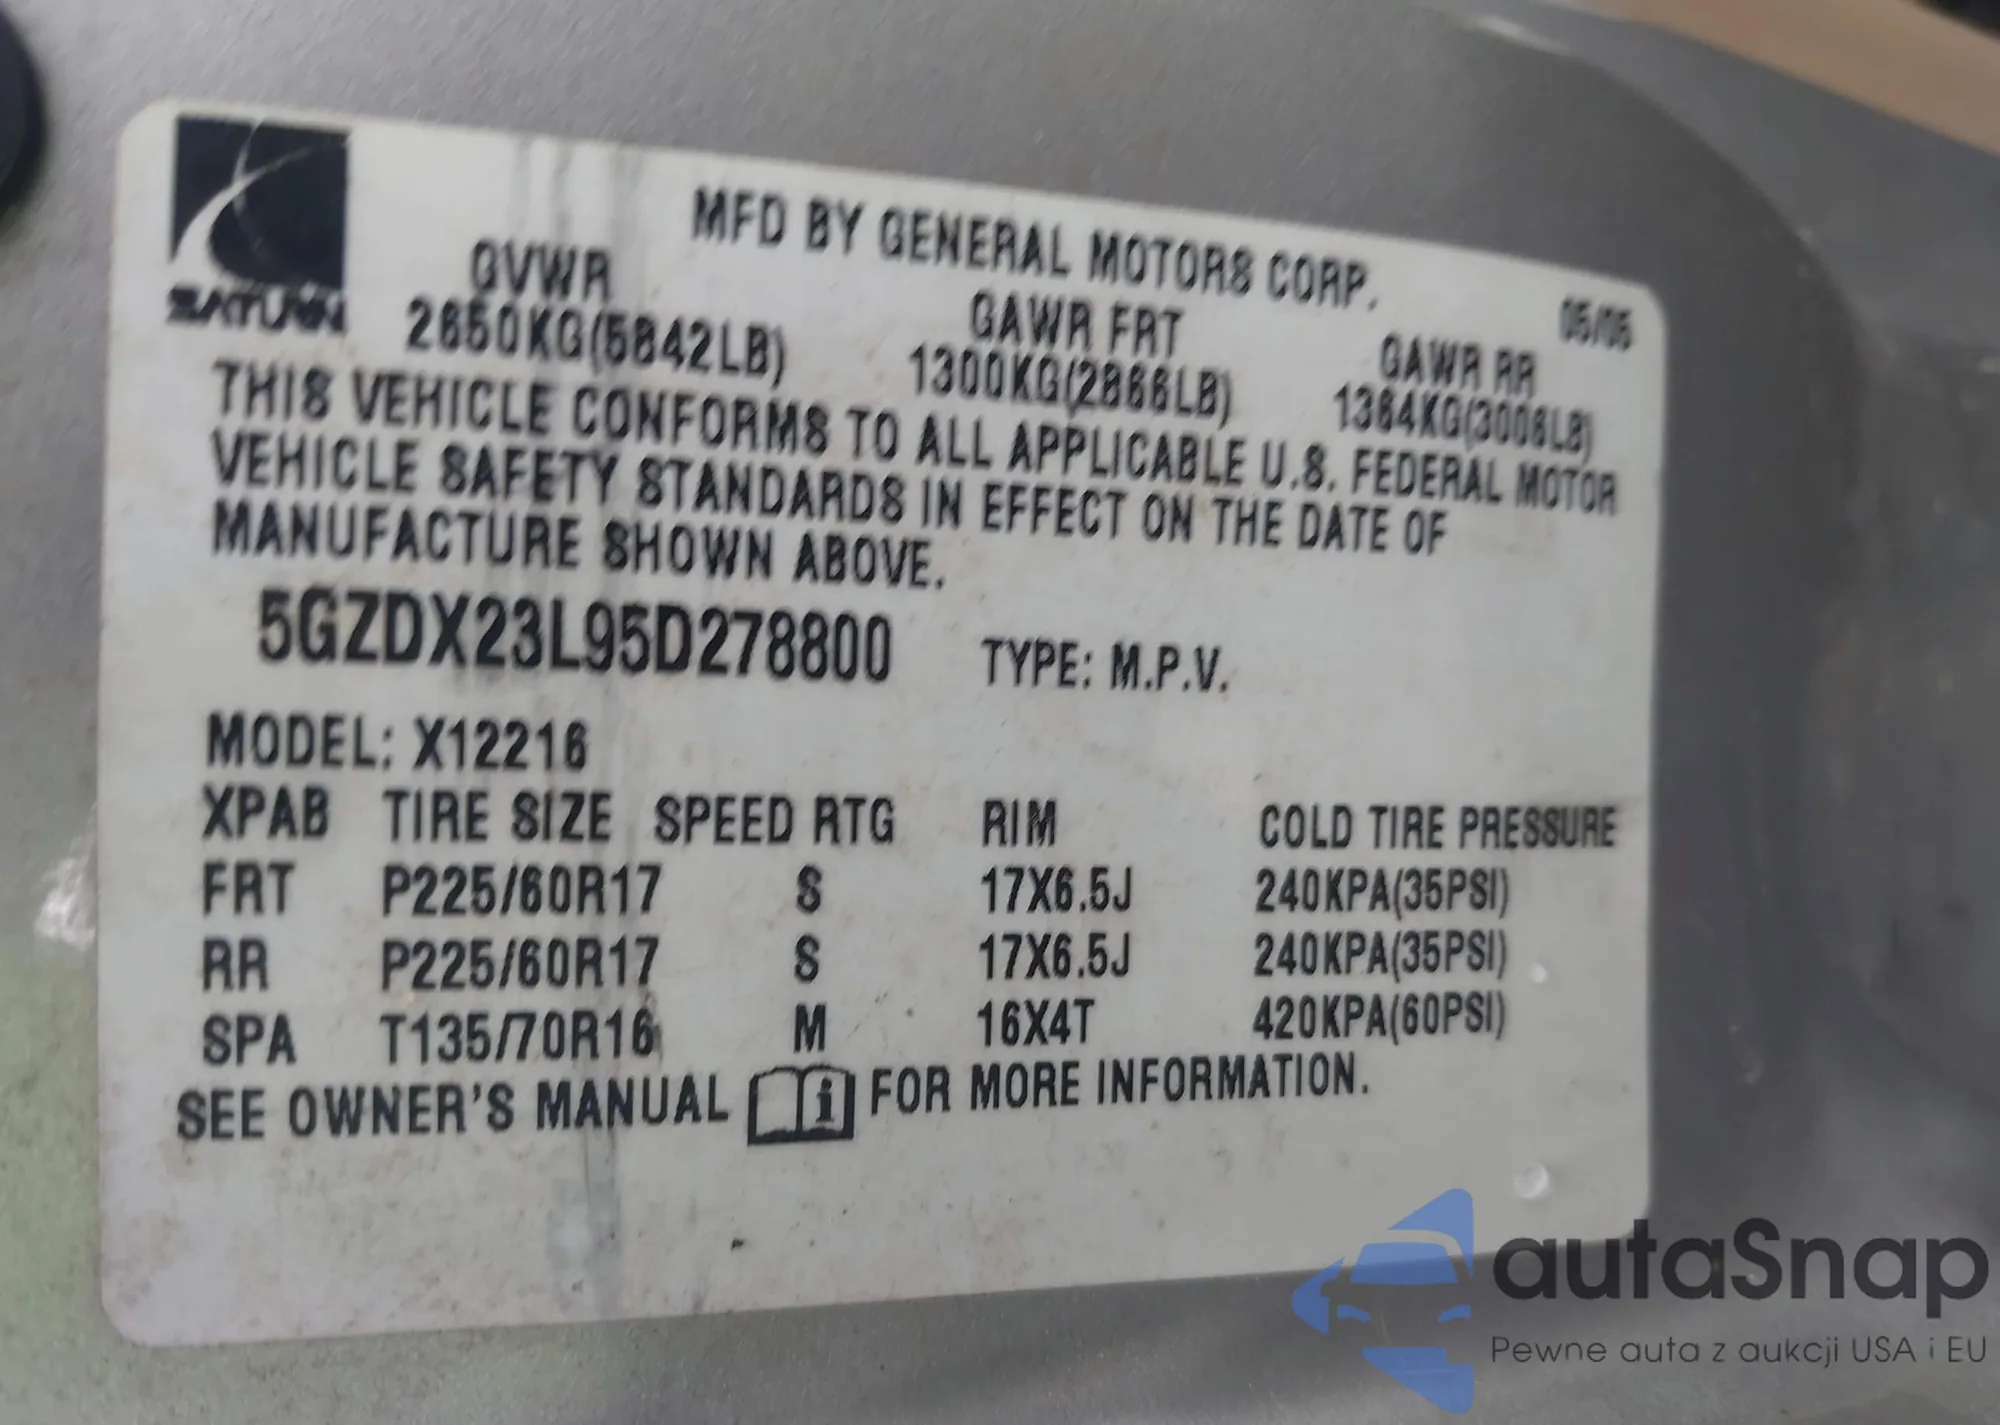 SATURN
MFD BY GENERAL MOTORS CORP.
05/05
GVWR GAWR FRT GAWR RR
2650KG(5842LB) 1300KG(2866LB) 1364KG(3006LB)
THIS VEHICLE CONFORMS TO ALL APPLICABLE U.S. FEDERAL MOTOR
VEHICLE SAFETY STANDARDS IN EFFECT ON THE DATE OF
MANUFACTURE SHOWN ABOVE.
5GZDX23L95D278800 TYPE: M.P.V.
MODEL: X12216
XPAB TIRE SIZE SPEED RTG RIM COLD TIRE PRESSURE
FRT P225/60R17 S 17X6.5J 240KPA(35PSI)
RR P225/60R17 S 17X6.5J 240KPA(35PSI)
SPA T135/70R16 M 16X4T 420KPA(60PSI)
SEE OWNER'S MANUAL i FOR MORE INFORMATION.
autaSnap
Pewne auta z aukcji USA i EU